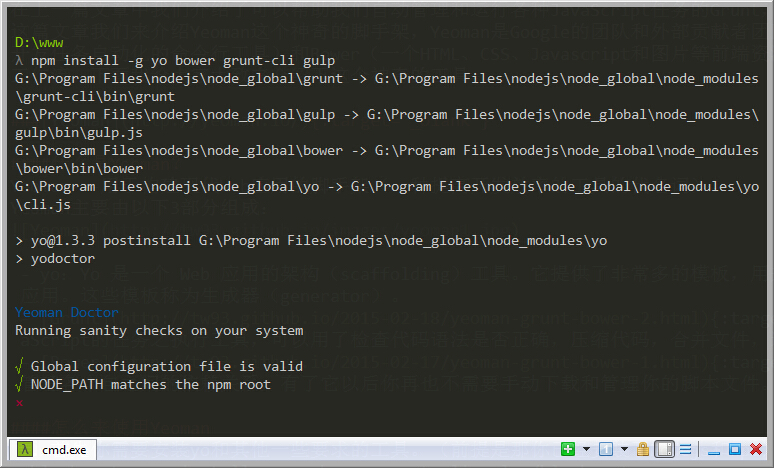 D:\www
λ npm install -g yo bower grunt-cli gulp
G:\Program Files\nodejs\node_global\grunt -> G:\Program Files\nodejs\node_global\node_modules
\grunt-cli\bin\grunt
G:\Program Files\nodejs\node_global\gulp -> G:\Program Files\nodejs\node_global\node_modules\
gulp\bin\gulp.js
G:\Program Files\nodejs\node_global\bower -> G:\Program Files\nodejs\node_global\node_modules
\bower\bin\bower
G:\Program Files\nodejs\node_global\yo -> G:\Program Files\nodejs\node_global\node_modules\yo
\cli.js
> yo@1.3.3 postinstall G:\Program Files\nodejs\node_global\node_modules\yo
> yodoctor
Yeoman Doctor
Running sanity checks on your system
√ Global configuration file is valid
√ NODE_PATH matches the npm root
×
λ cmd.exe